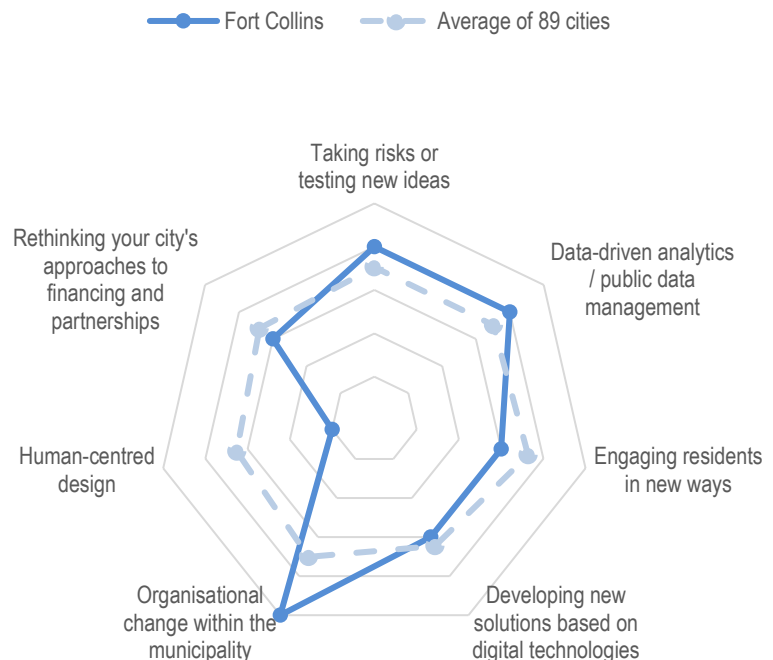 Fort Collins
Average of 89 cities
Taking risks or
testing new ideas
Data-driven analytics
/ public data
management
Engaging residents
in new ways
Developing new
solutions based on
digital technologies
Organisational
change within the
municipality
Human-centred
design
Rethinking your city's
approaches to
financing and
partnerships